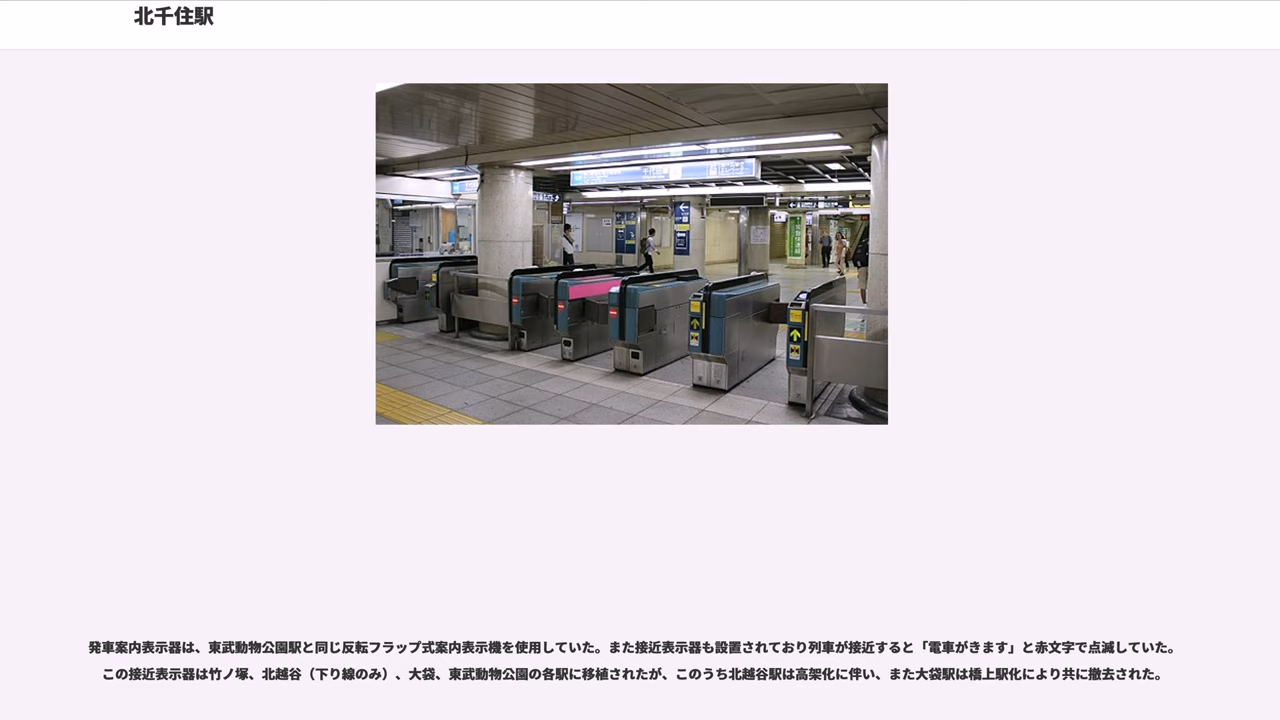 北千住駅
発車案内表示器は、東武動物公園駅と同じ反転フラップ式案内表示機を使用していた。また接近表示器も設置されており列車が接近すると「電車がきます」と赤文字で点滅していた。
この接近表示器は竹ノ塚、北越谷（下り線のみ）、大袋、東武動物公園の各駅に移植されたが、このうち北越谷駅は高架化に伴い、また大袋駅は橋上駅化により共に撤去された。